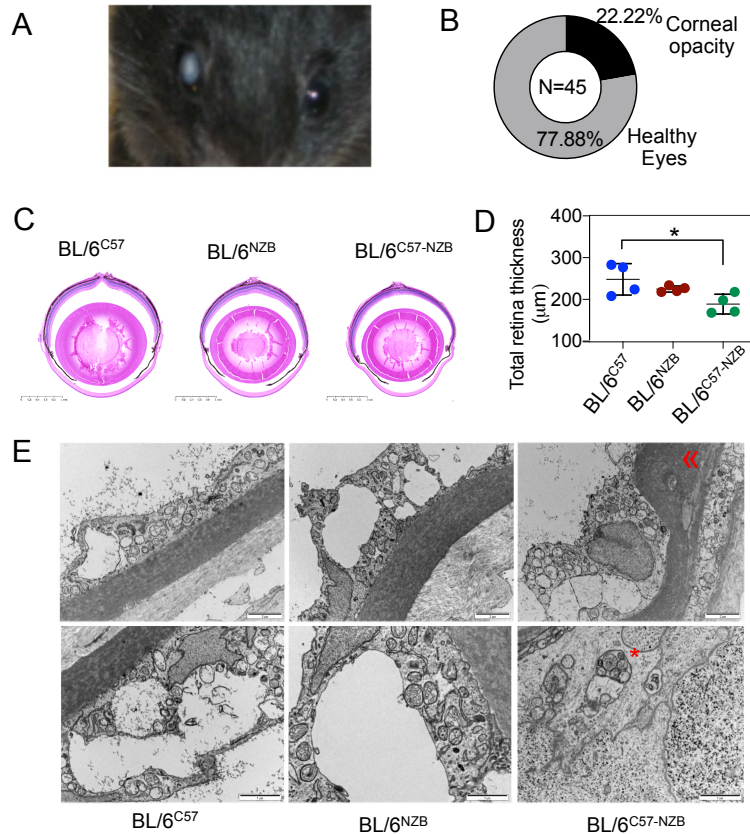 A
B
22.22%
Corneal
opacity
N=45
77.88%
Healthy
Eyes
C
BL/6C57
BL/6NZB
BL/6C57-NZB
D
Total retina thickness
(μm)
400
300
200
100
*
BL/6C57
BL/6NZB
BL/6C57-NZB
E
«
*
BL/6C57
BL/6NZB
BL/6C57-NZB